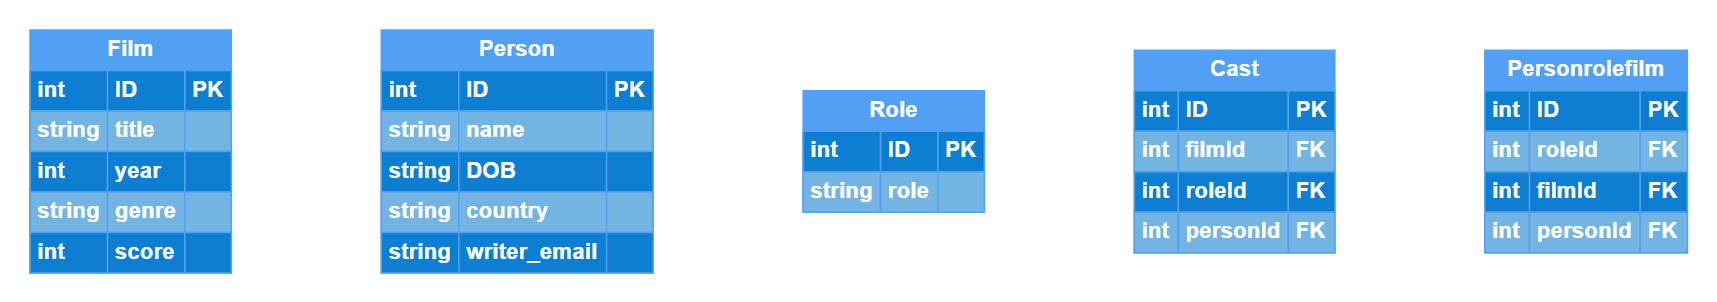 Film
int ID PK
string title
int year
string genre
int score
Person
int ID PK
string name
string DOB
string country
string writer_email
Role
int ID PK
string role
Cast
int ID PK
int filmId FK
int roleId FK
int personId FK
Personrolefilm
int ID PK
int roleId FK
int filmId FK
int personId FK